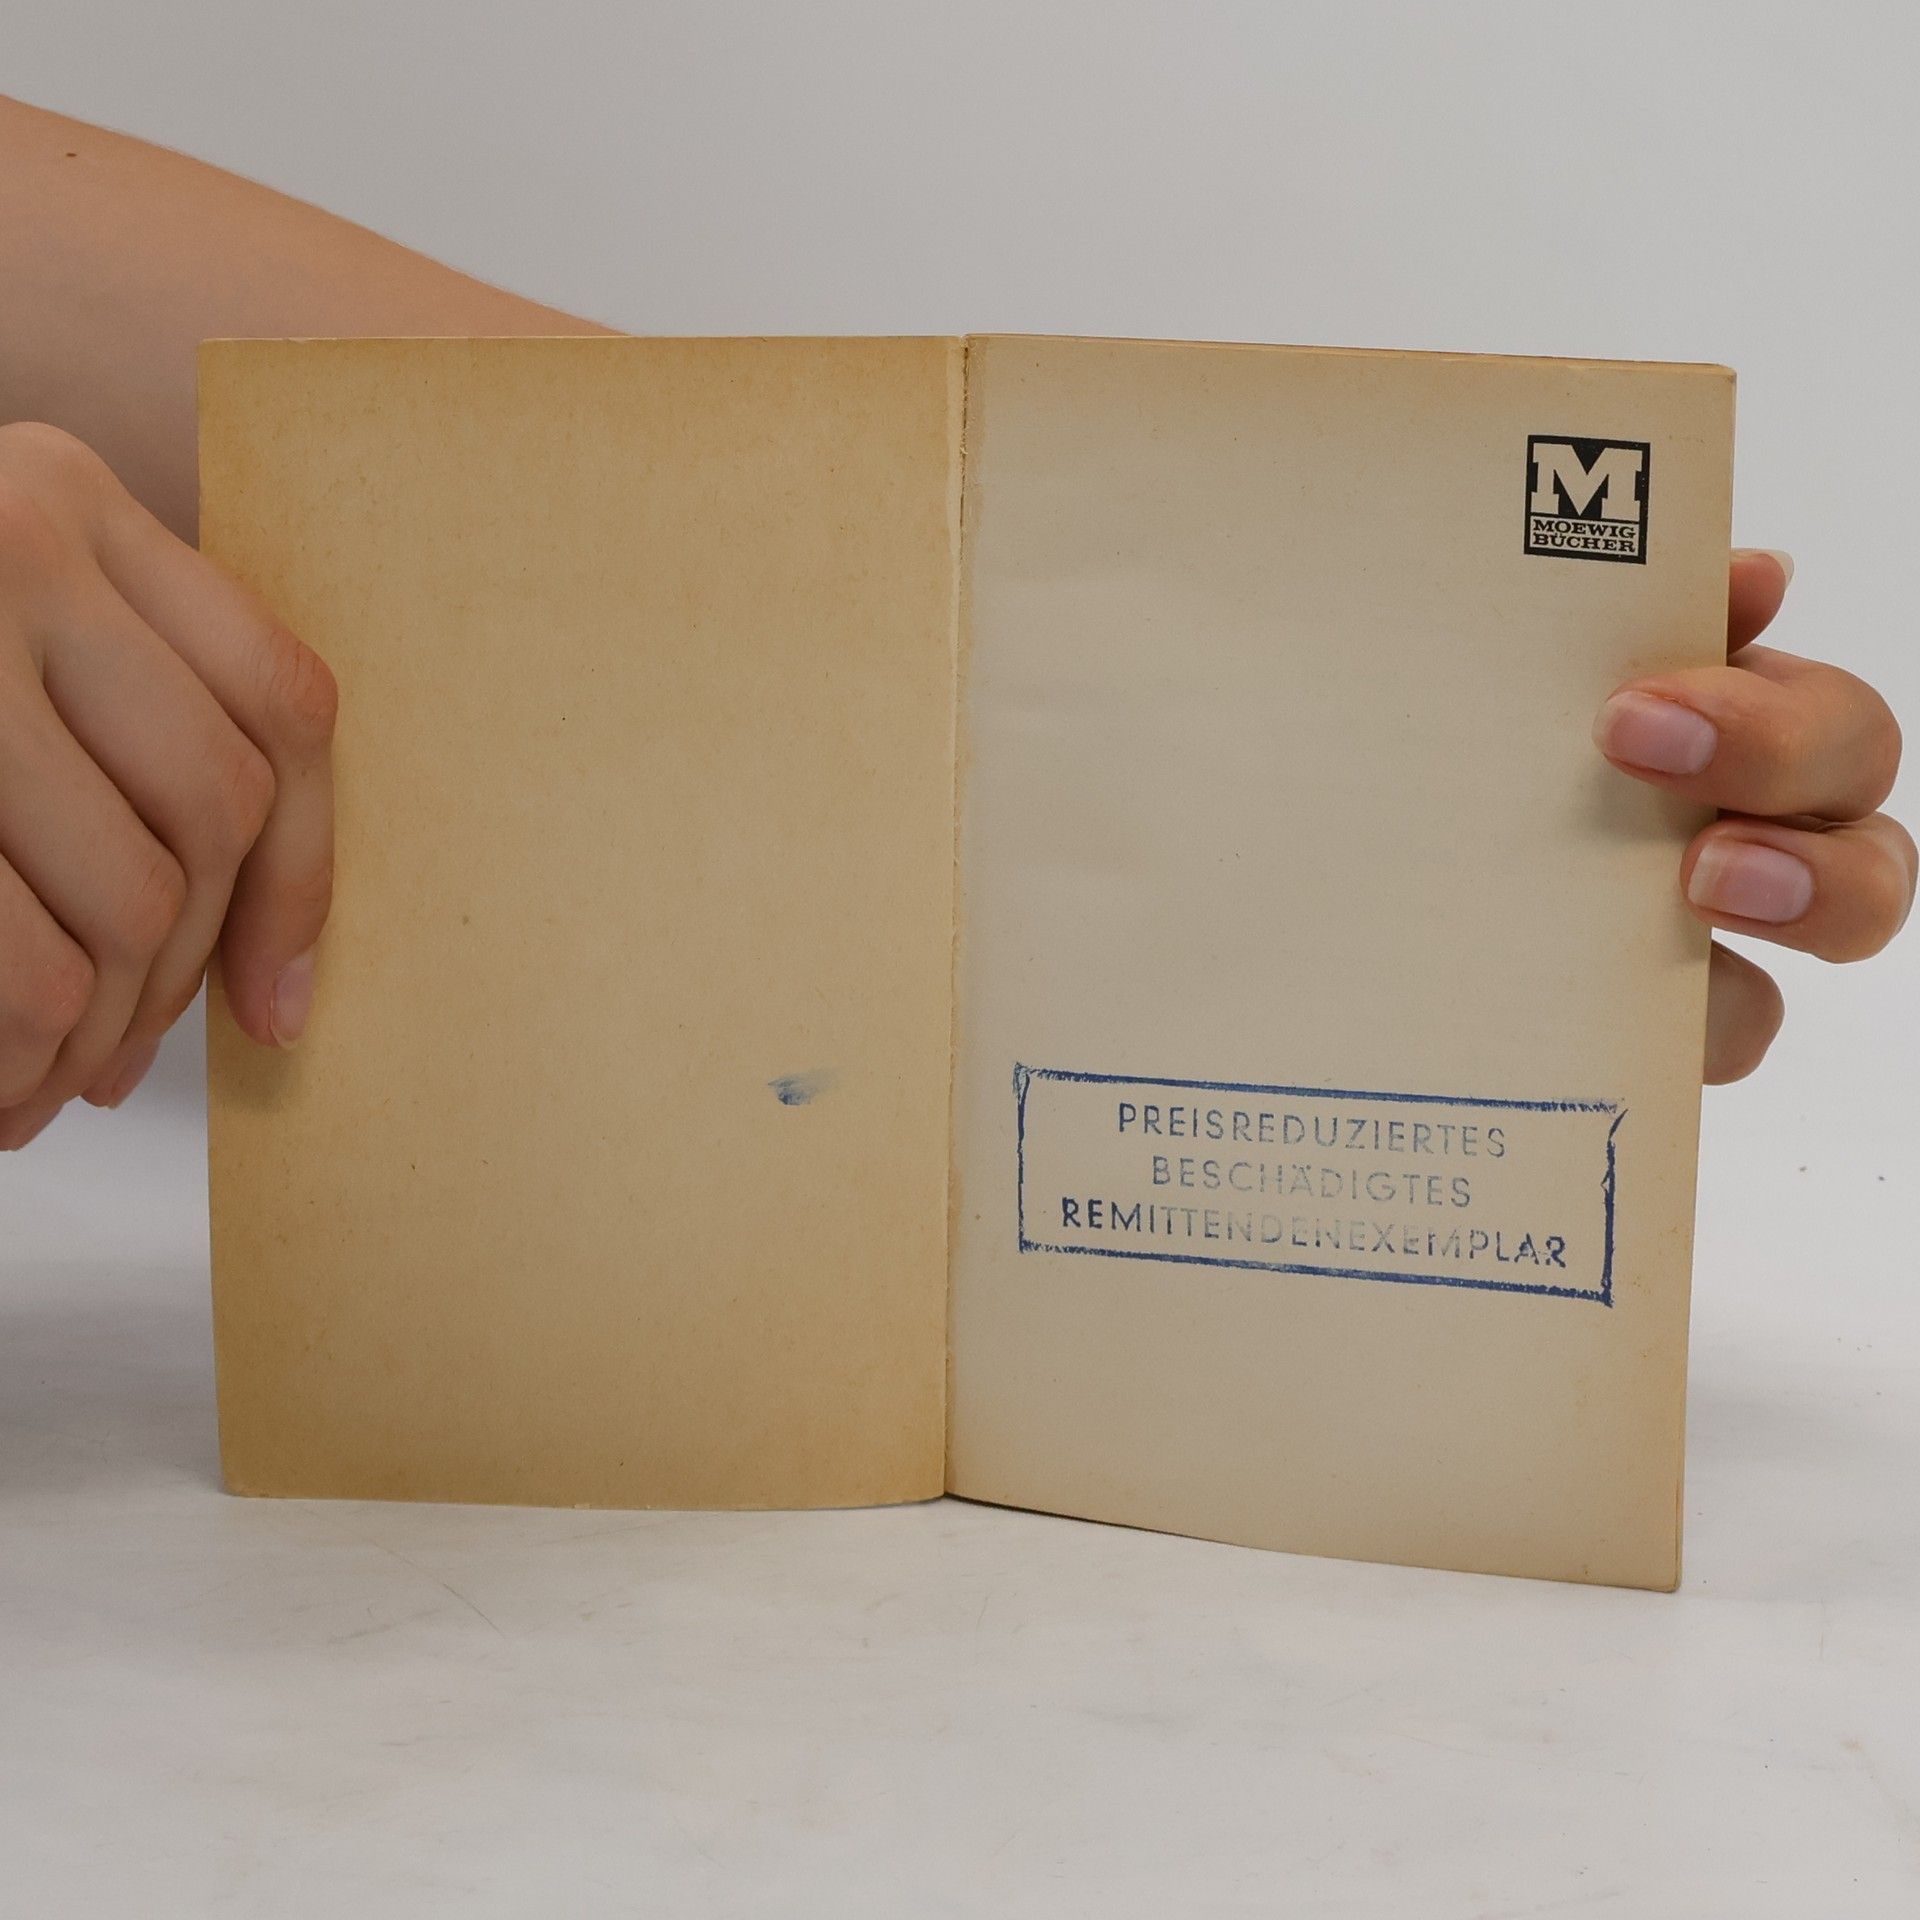 M
MOEWIG
BÜCHER
PREISREDUZIERTES
BESCHÄDIGTES
REMITTENDENEXEMPLAR